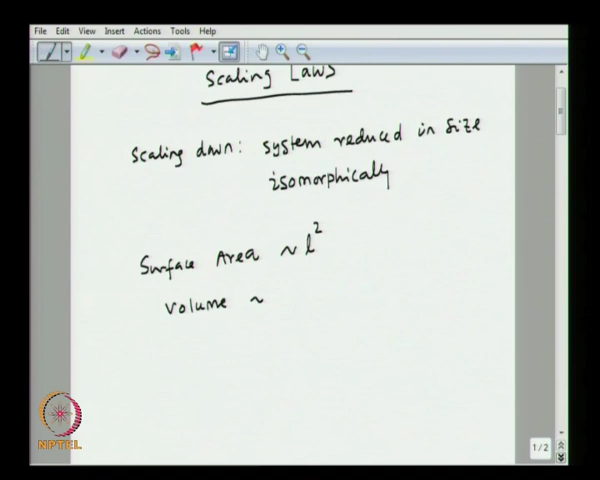 File Edit View Insert Actions Tools Help
Scaling Laws
Scaling down: system reduced in size
isomorphically
Surface Area ~ l²
Volume ~
NPTEL
1/2